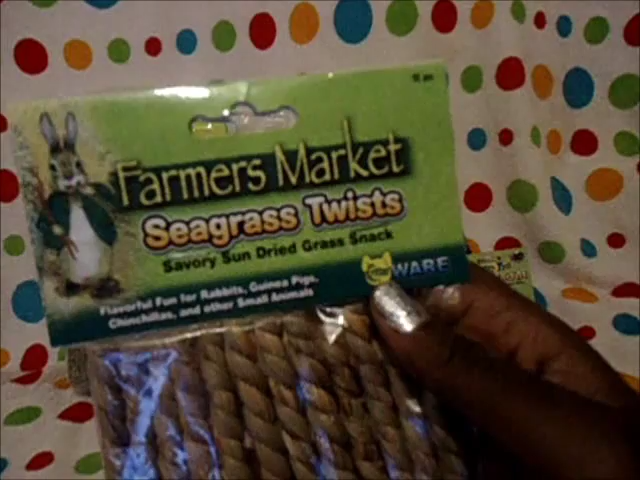 Farmers Market
Seagrass Twists
Savory Sun Dried Grass Snack
WARE
Flavorful Fun for Rabbits, Guinea Pigs,
Chinchillas, and other Small Animals